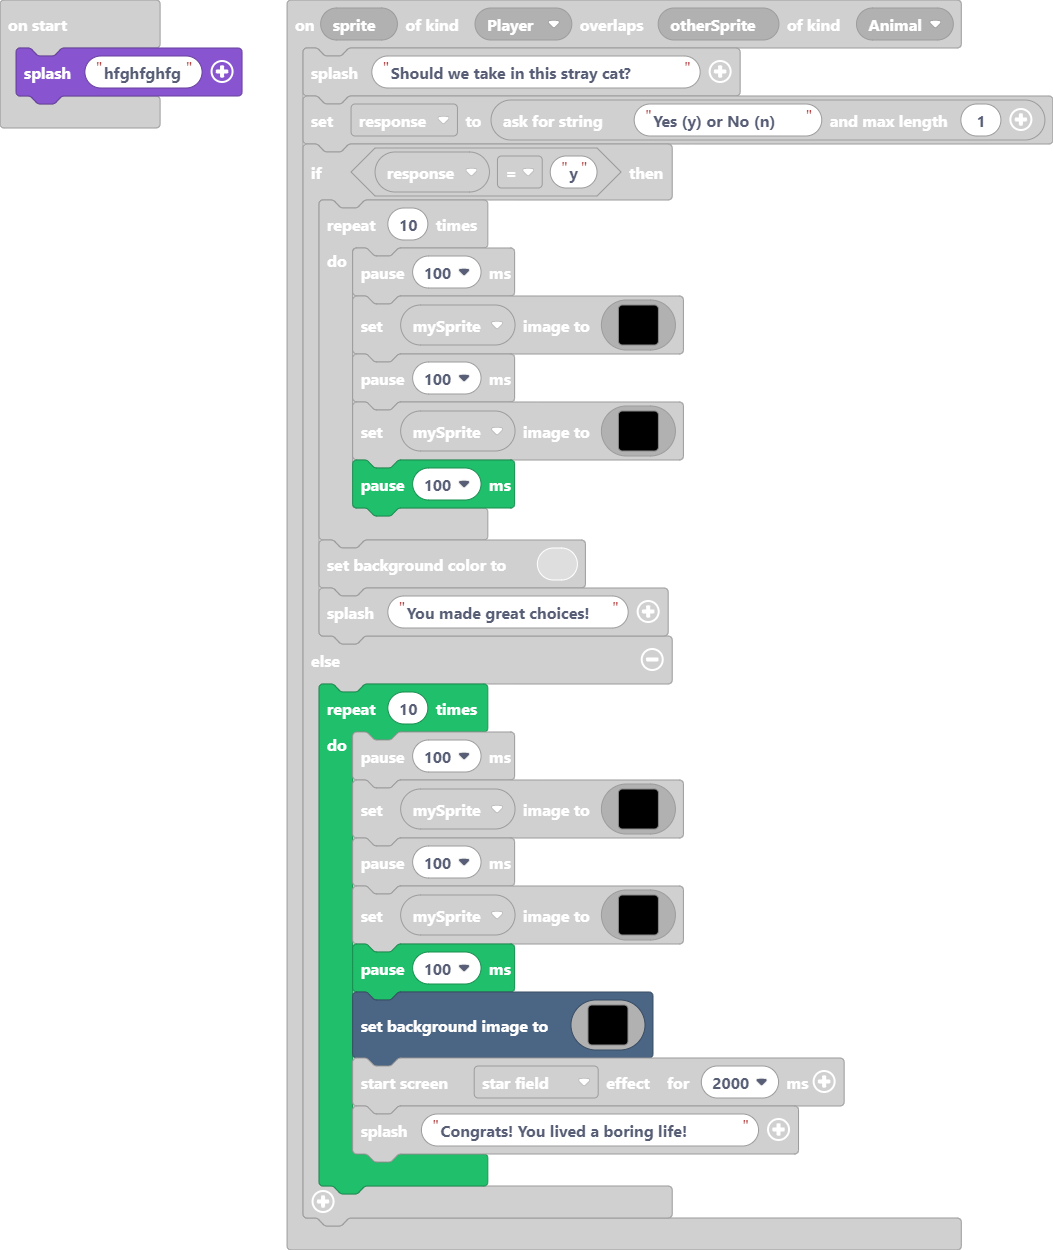 on start
splash "hfghfghfg"
on sprite of kind Player overlaps otherSprite of kind Animal
splash "Should we take in this stray cat?"
set response to ask for string "Yes (y) or No (n)" and max length 1
if response = "y" then
repeat 10 times
do
pause 100 ms
set mySprite image to
pause 100 ms
set mySprite image to
pause 100 ms
set background color to
splash "You made great choices!"
else
repeat 10 times
do
pause 100 ms
set mySprite image to
pause 100 ms
set mySprite image to
pause 100 ms
set background image to
start screen star field effect for 2000 ms
splash "Congrats! You lived a boring life!"